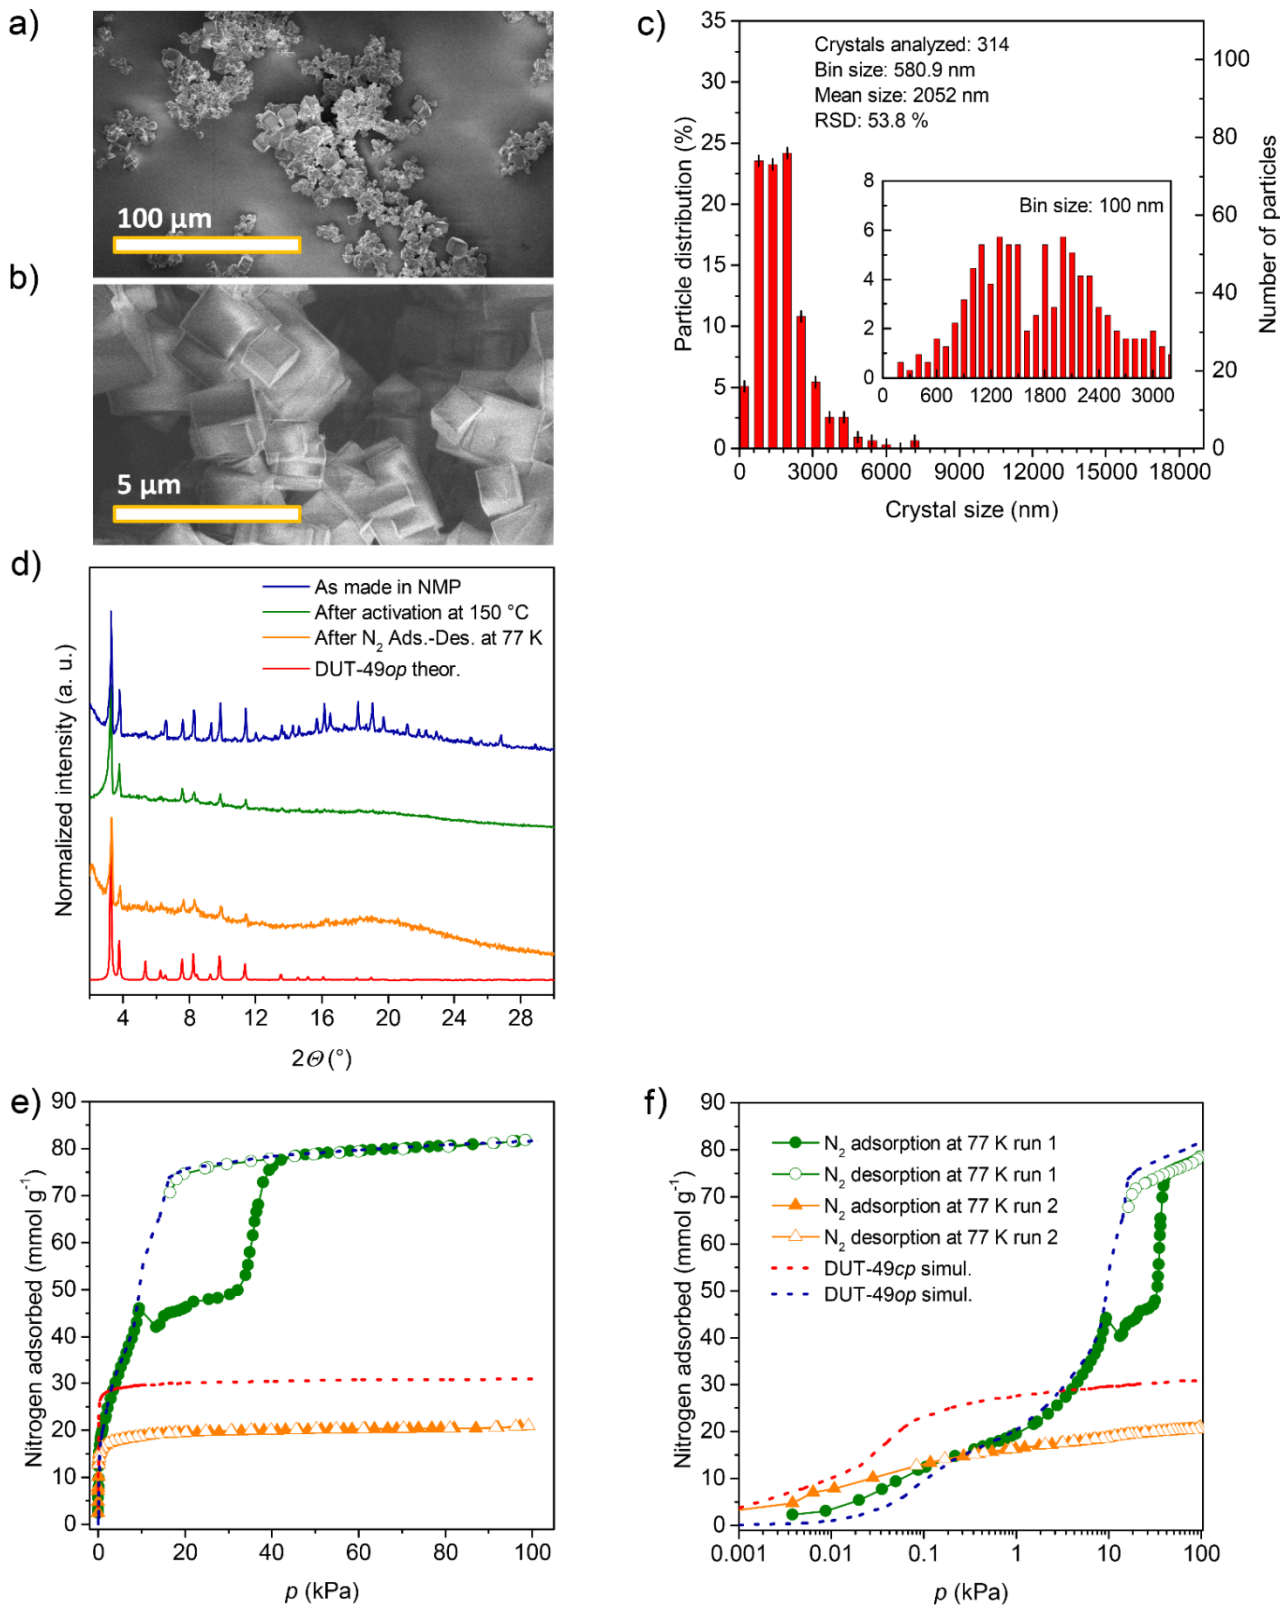 a)
100 µm
b)
5 µm
c)
Crystals analyzed: 314
Bin size: 580.9 nm
Mean size: 2052 nm
RSD: 53.8 %
Bin size: 100 nm
8
6
4
2
0
0 600 1200 1800 2400 3000
35
30
25
20
15
10
5
0
Particle distribution (%)
100
80
60
40
20
0
Number of particles
0 3000 6000 9000 12000 15000 18000
Crystal size (nm)
d)
As made in NMP
After activation at 150 °C
After N₂ Ads.-Des. at 77 K
DUT-49op theor.
Normalized intensity (a. u.)
4 8 12 16 20 24 28
2Θ (°)
e)
90
80
70
60
50
40
30
20
10
0
Nitrogen adsorbed (mmol g⁻¹)
0 20 40 60 80 100
p (kPa)
f)
N₂ adsorption at 77 K run 1
N₂ desorption at 77 K run 1
N₂ adsorption at 77 K run 2
N₂ desorption at 77 K run 2
DUT-49cp simul.
DUT-49op simul.
90
80
70
60
50
40
30
20
10
0
Nitrogen adsorbed (mmol g⁻¹)
0.001 0.01 0.1 1 10 100
p (kPa)